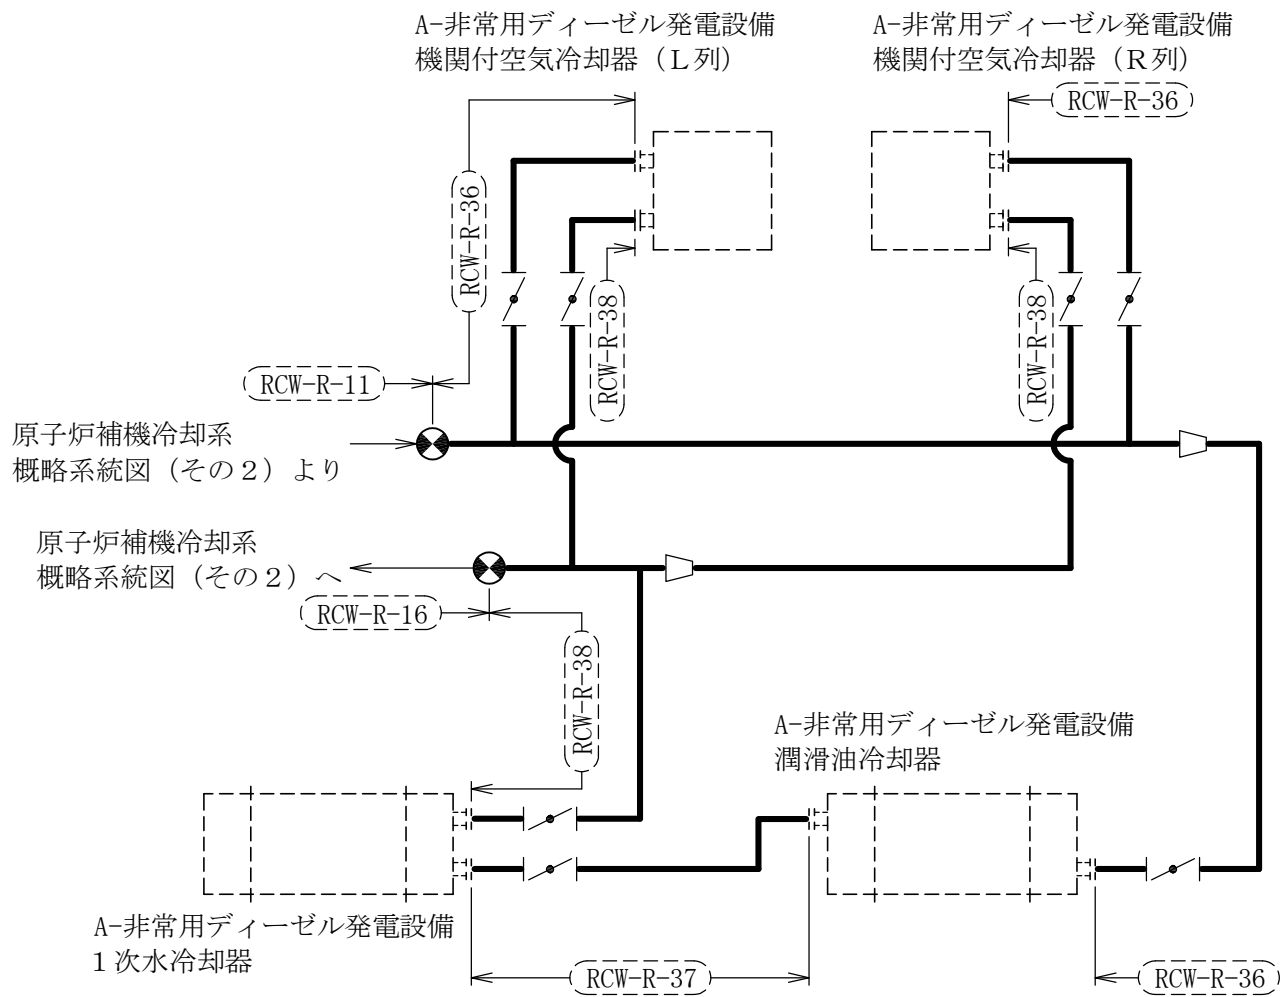 A-非常用ディーゼル発電設備
機関付空気冷却器（Ｌ列）
A-非常用ディーゼル発電設備
機関付空気冷却器（Ｒ列）
RCW-R-36
RCW-R-36
RCW-R-38
RCW-R-38
RCW-R-11
原子炉補機冷却系
概略系統図（その２）より
原子炉補機冷却系
概略系統図（その２）へ
RCW-R-16
RCW-R-38
A-非常用ディーゼル発電設備
潤滑油冷却器
A-非常用ディーゼル発電設備
１次水冷却器
RCW-R-37
RCW-R-36